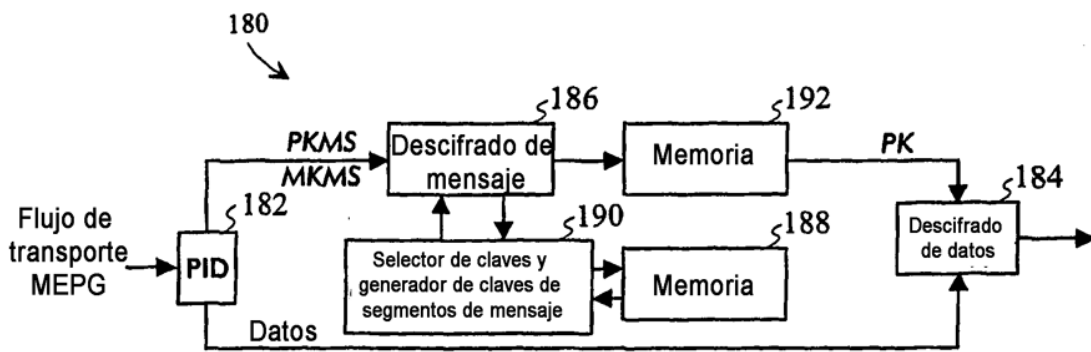 180
186
192
PKMS
MKMS
Descifrado de
mensaje
Memoria
PK
184
182
Flujo de
transporte
MEPG
PID
190
188
Selector de claves y
generador de claves de
segmentos de mensaje
Memoria
Descifrado
de datos
Datos